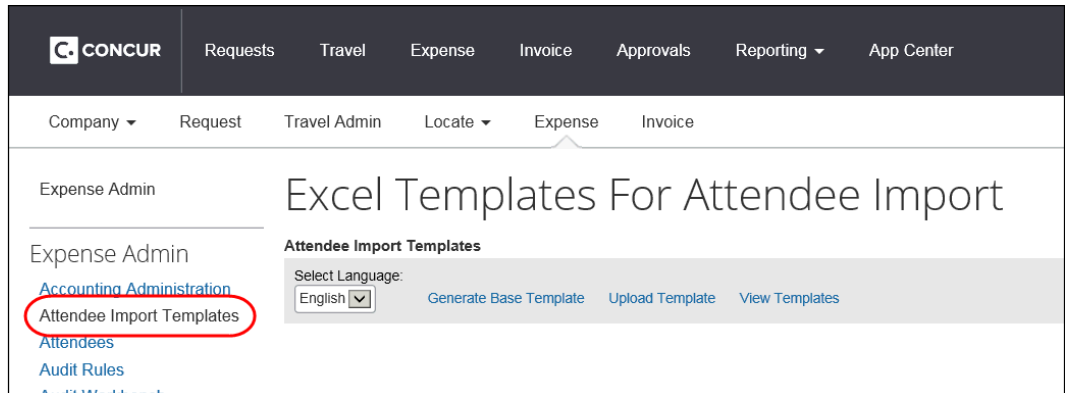 C. CONCUR Requests Travel Expense Invoice Approvals Reporting App Center
Company Request Travel Admin Locate Expense Invoice
Expense Admin
Excel Templates For Attendee Import
Attendee Import Templates
Select Language:
English Generate Base Template Upload Template View Templates
Expense Admin
Accounting Administration
Attendee Import Templates
Attendees
Audit Rules